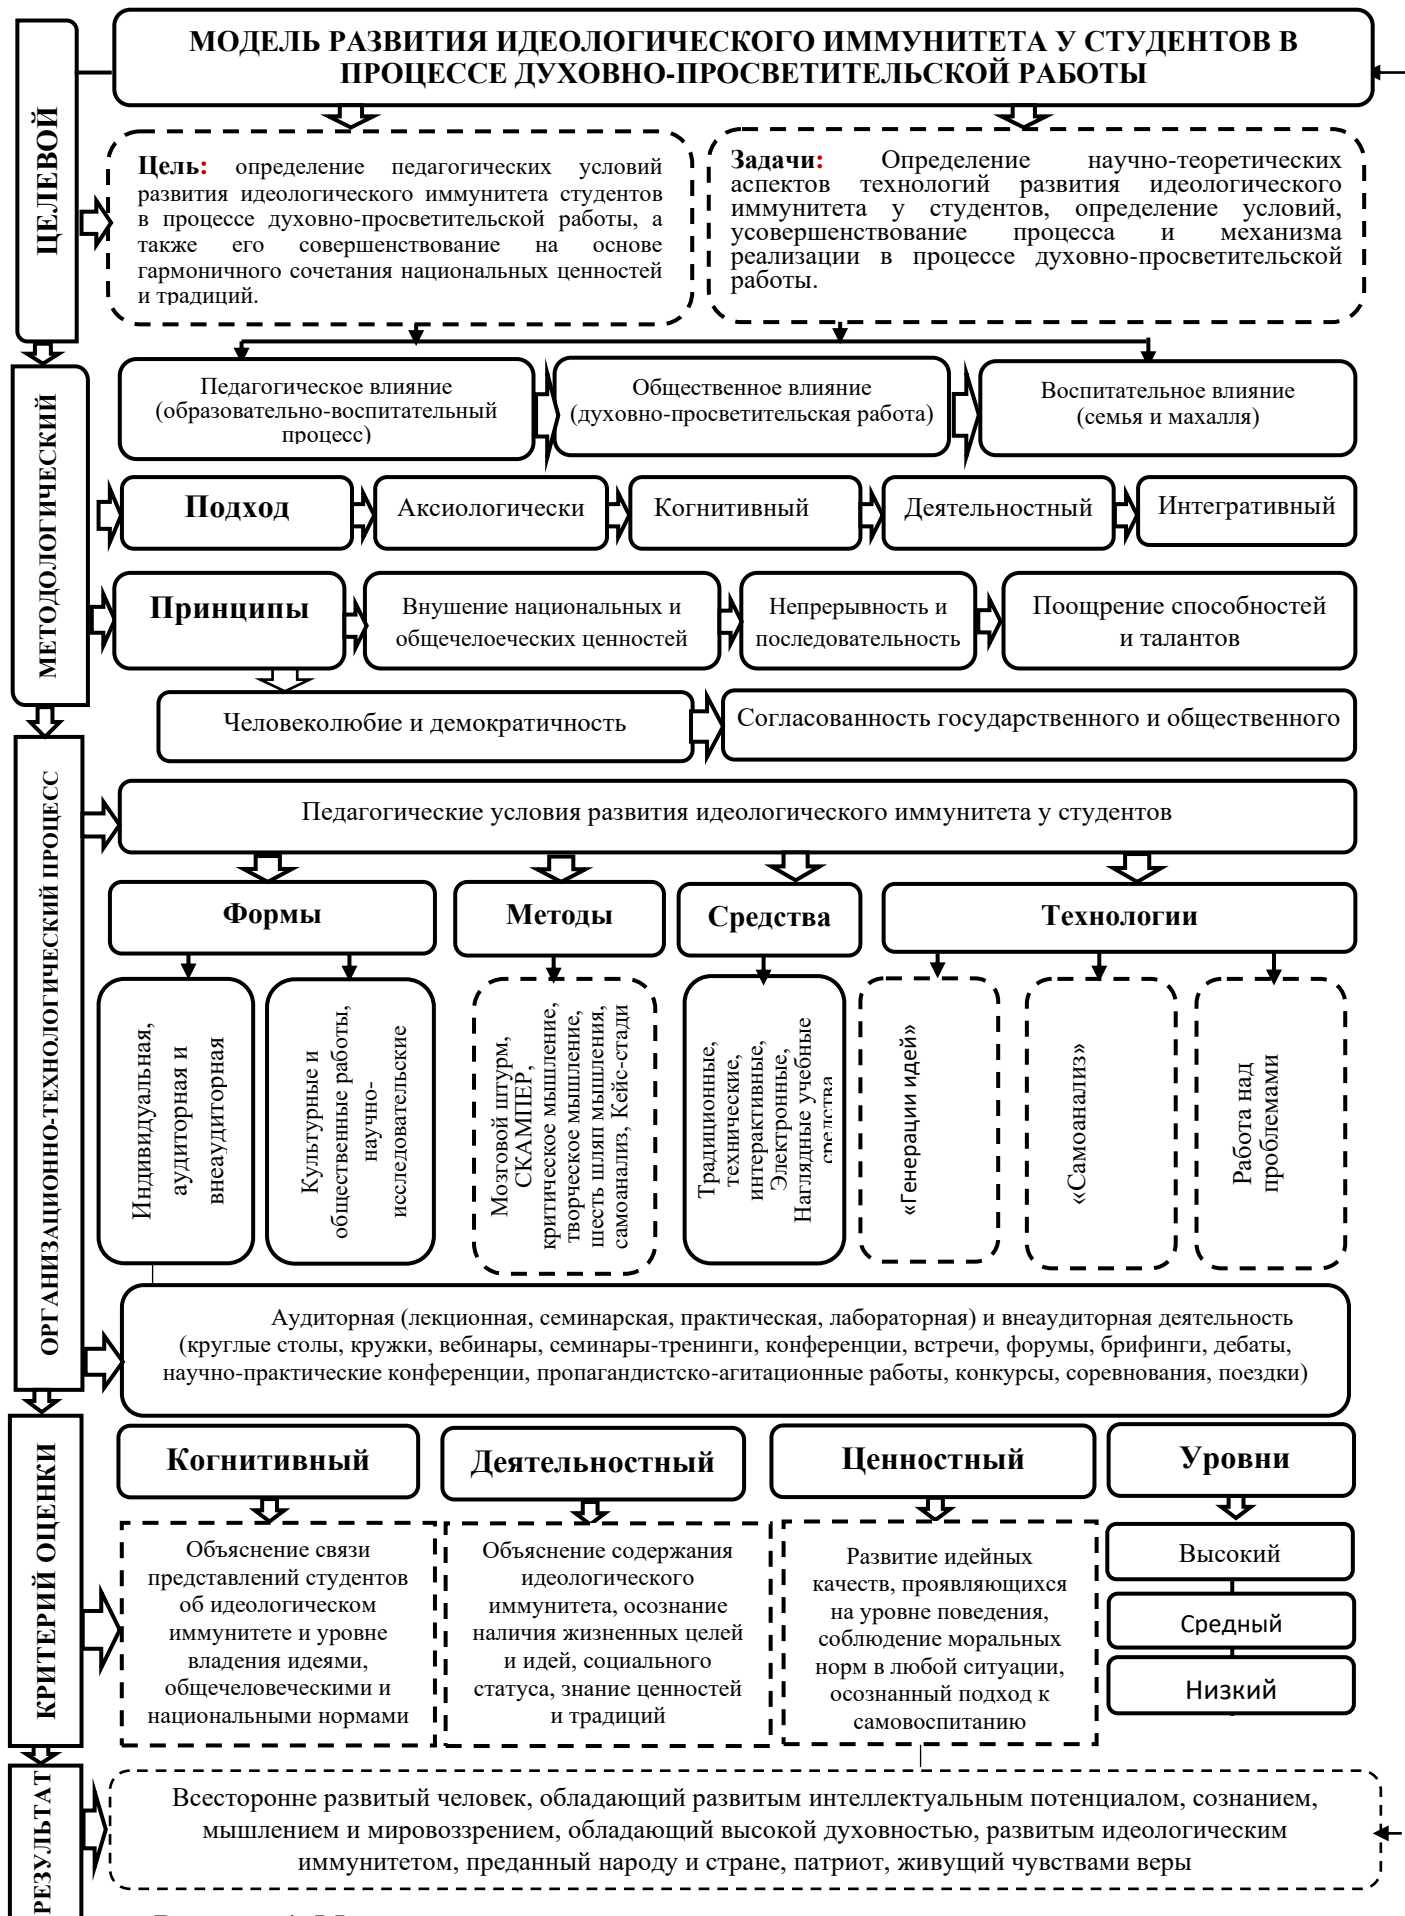 МОДЕЛЬ РАЗВИТИЯ ИДЕОЛОГИЧЕСКОГО ИММУНИТЕТА У СТУДЕНТОВ В
ПРОЦЕССЕ ДУХОВНО-ПРОСВЕТИТЕЛЬСКОЙ РАБОТЫ
ЦЕЛЕВОЙ
Цель: определение педагогических условий
развития идеологического иммунитета студентов
в процессе духовно-просветительской работы, а
также его совершенствование на основе
гармоничного сочетания национальных ценностей
и традиций.
Задачи: Определение научно-теоретических
аспектов технологий развития идеологического
иммунитета у студентов, определение условий,
усовершенствование процесса и механизма
реализации в процессе духовно-просветительской
работы.
МЕТОДОЛОГИЧЕСКИЙ
Педагогическое влияние
(образовательно-воспитательный
процесс)
Общественное влияние
(духовно-просветительская работа)
Воспитательное влияние
(семья и махалля)
Подход
Аксиологически
Когнитивный
Деятельностный
Интегративный
Принципы
Внушение национальных и
общечелоеческих ценностей
Непрерывность и
последовательность
Поощрение способностей
и талантов
Человеколюбие и демократичность
Согласованность государственного и общественного
ОРГАНИЗАЦИОННО-ТЕХНОЛОГИЧЕСКИЙ ПРОЦЕСС
Педагогические условия развития идеологического иммунитета у студентов
Формы
Методы
Средства
Технологии
Индивидуальная,
аудиторная и
внеаудиторная
Культурные и
общественные работы,
научно-
исследовательские
Мозговой штурм,
СКАМПЕР,
критическое мышление,
творческое мышление,
шесть шляп мышления,
самоанализ, Кейс-стади
Традиционные,
технические,
интерактивные,
Электронные,
Наглядные учебные
средства
«Генерации идей»
«Самоанализ»
Работа над
проблемами
Аудиторная (лекционная, семинарская, практическая, лабораторная) и внеаудиторная деятельность
(круглые столы, кружки, вебинары, семинары-тренинги, конференции, встречи, форумы, брифинги, дебаты,
научно-практические конференции, пропагандистско-агитационные работы, конкурсы, соревнования, поездки)
КРИТЕРИЙ ОЦЕНКИ
Когнитивный
Деятельностный
Ценностный
Уровни
Объяснение связи
представлений студентов
об идеологическом
иммунитете и уровне
владения идеями,
общечеловеческими и
национальными нормами
Объяснение содержания
идеологического
иммунитета, осознание
наличия жизненных целей
и идей, социального
статуса, знание ценностей
и традиций
Развитие идейных
качеств, проявляющихся
на уровне поведения,
соблюдение моральных
норм в любой ситуации,
осознанный подход к
самовоспитанию
Высокий
Средный
Низкий
РЕЗУЛЬТАТ
Всесторонне развитый человек, обладающий развитым интеллектуальным потенциалом, сознанием,
мышлением и мировоззрением, обладающий высокой духовностью, развитым идеологическим
иммунитетом, преданный народу и стране, патриот, живущий чувствами веры